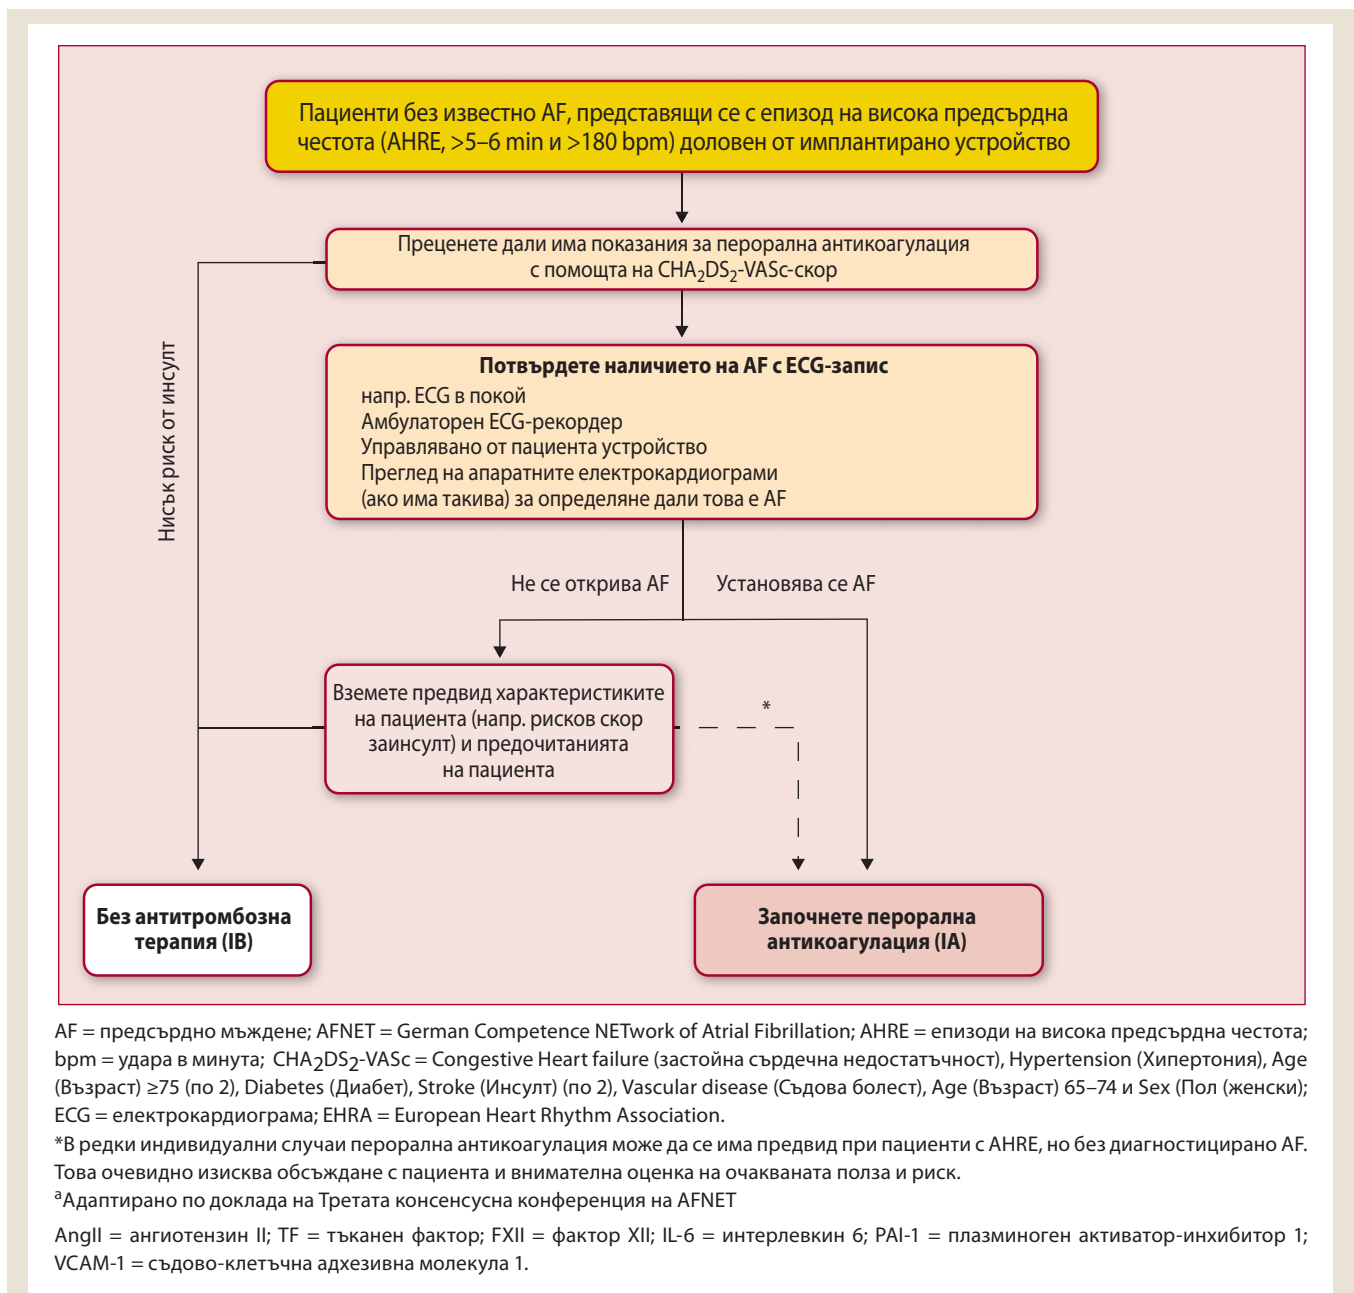 Пациенти без известно AF, представящи се с епизод на висока предсърдна
честота (AHRE, >5–6 min и >180 bpm) доловен от имплантирано устройство
Преценете дали има показания за перорална антикоагулация
с помощта на CHA2DS2-VASc-скор
Нисък риск от инсулт
Потвърдете наличието на AF с ECG-запис
напр. ECG в покой
Амбулаторен ECG-рекордер
Управлявано от пациента устройство
Преглед на апаратните електрокардиограми
(ако има такива) за определяне дали това е AF
Не се открива AF
Установява се AF
Вземете предвид характеристиките
на пациента (напр. рисков скор
заинсулт) и предочитанията
на пациента
*
Без антитромбозна
терапия (IB)
Започнете перорална
антикоагулация (IA)
AF = предсърдно мъждене; AFNET = German Competence NETwork of Atrial Fibrillation; AHRE = епизоди на висока предсърдна честота;
bpm = удара в минута; CHA2DS2-VASc = Congestive Heart failure (застойна сърдечна недостатъчност), Hypertension (Хипертония), Age
(Възраст) ≥75 (по 2), Diabetes (Диабет), Stroke (Инсулт) (по 2), Vascular disease (Съдова болест), Age (Възраст) 65–74 и Sex (Пол (женски);
ECG = електрокардиограма; EHRA = European Heart Rhythm Association.
*В редки индивидуални случаи перорална антикоагулация може да се има предвид при пациенти с AHRE, но без диагностицирано AF.
Това очевидно изисква обсъждане с пациента и внимателна оценка на очакваната полза и риск.
aАдаптирано по доклада на Третата консенсусна конференция на AFNET
AngII = ангиотензин II; TF = тъканен фактор; FXII = фактор XII; IL-6 = интерлевкин 6; PAI-1 = плазминоген активатор-инхибитор 1;
VCAM-1 = съдово-клетъчна адхезивна молекула 1.